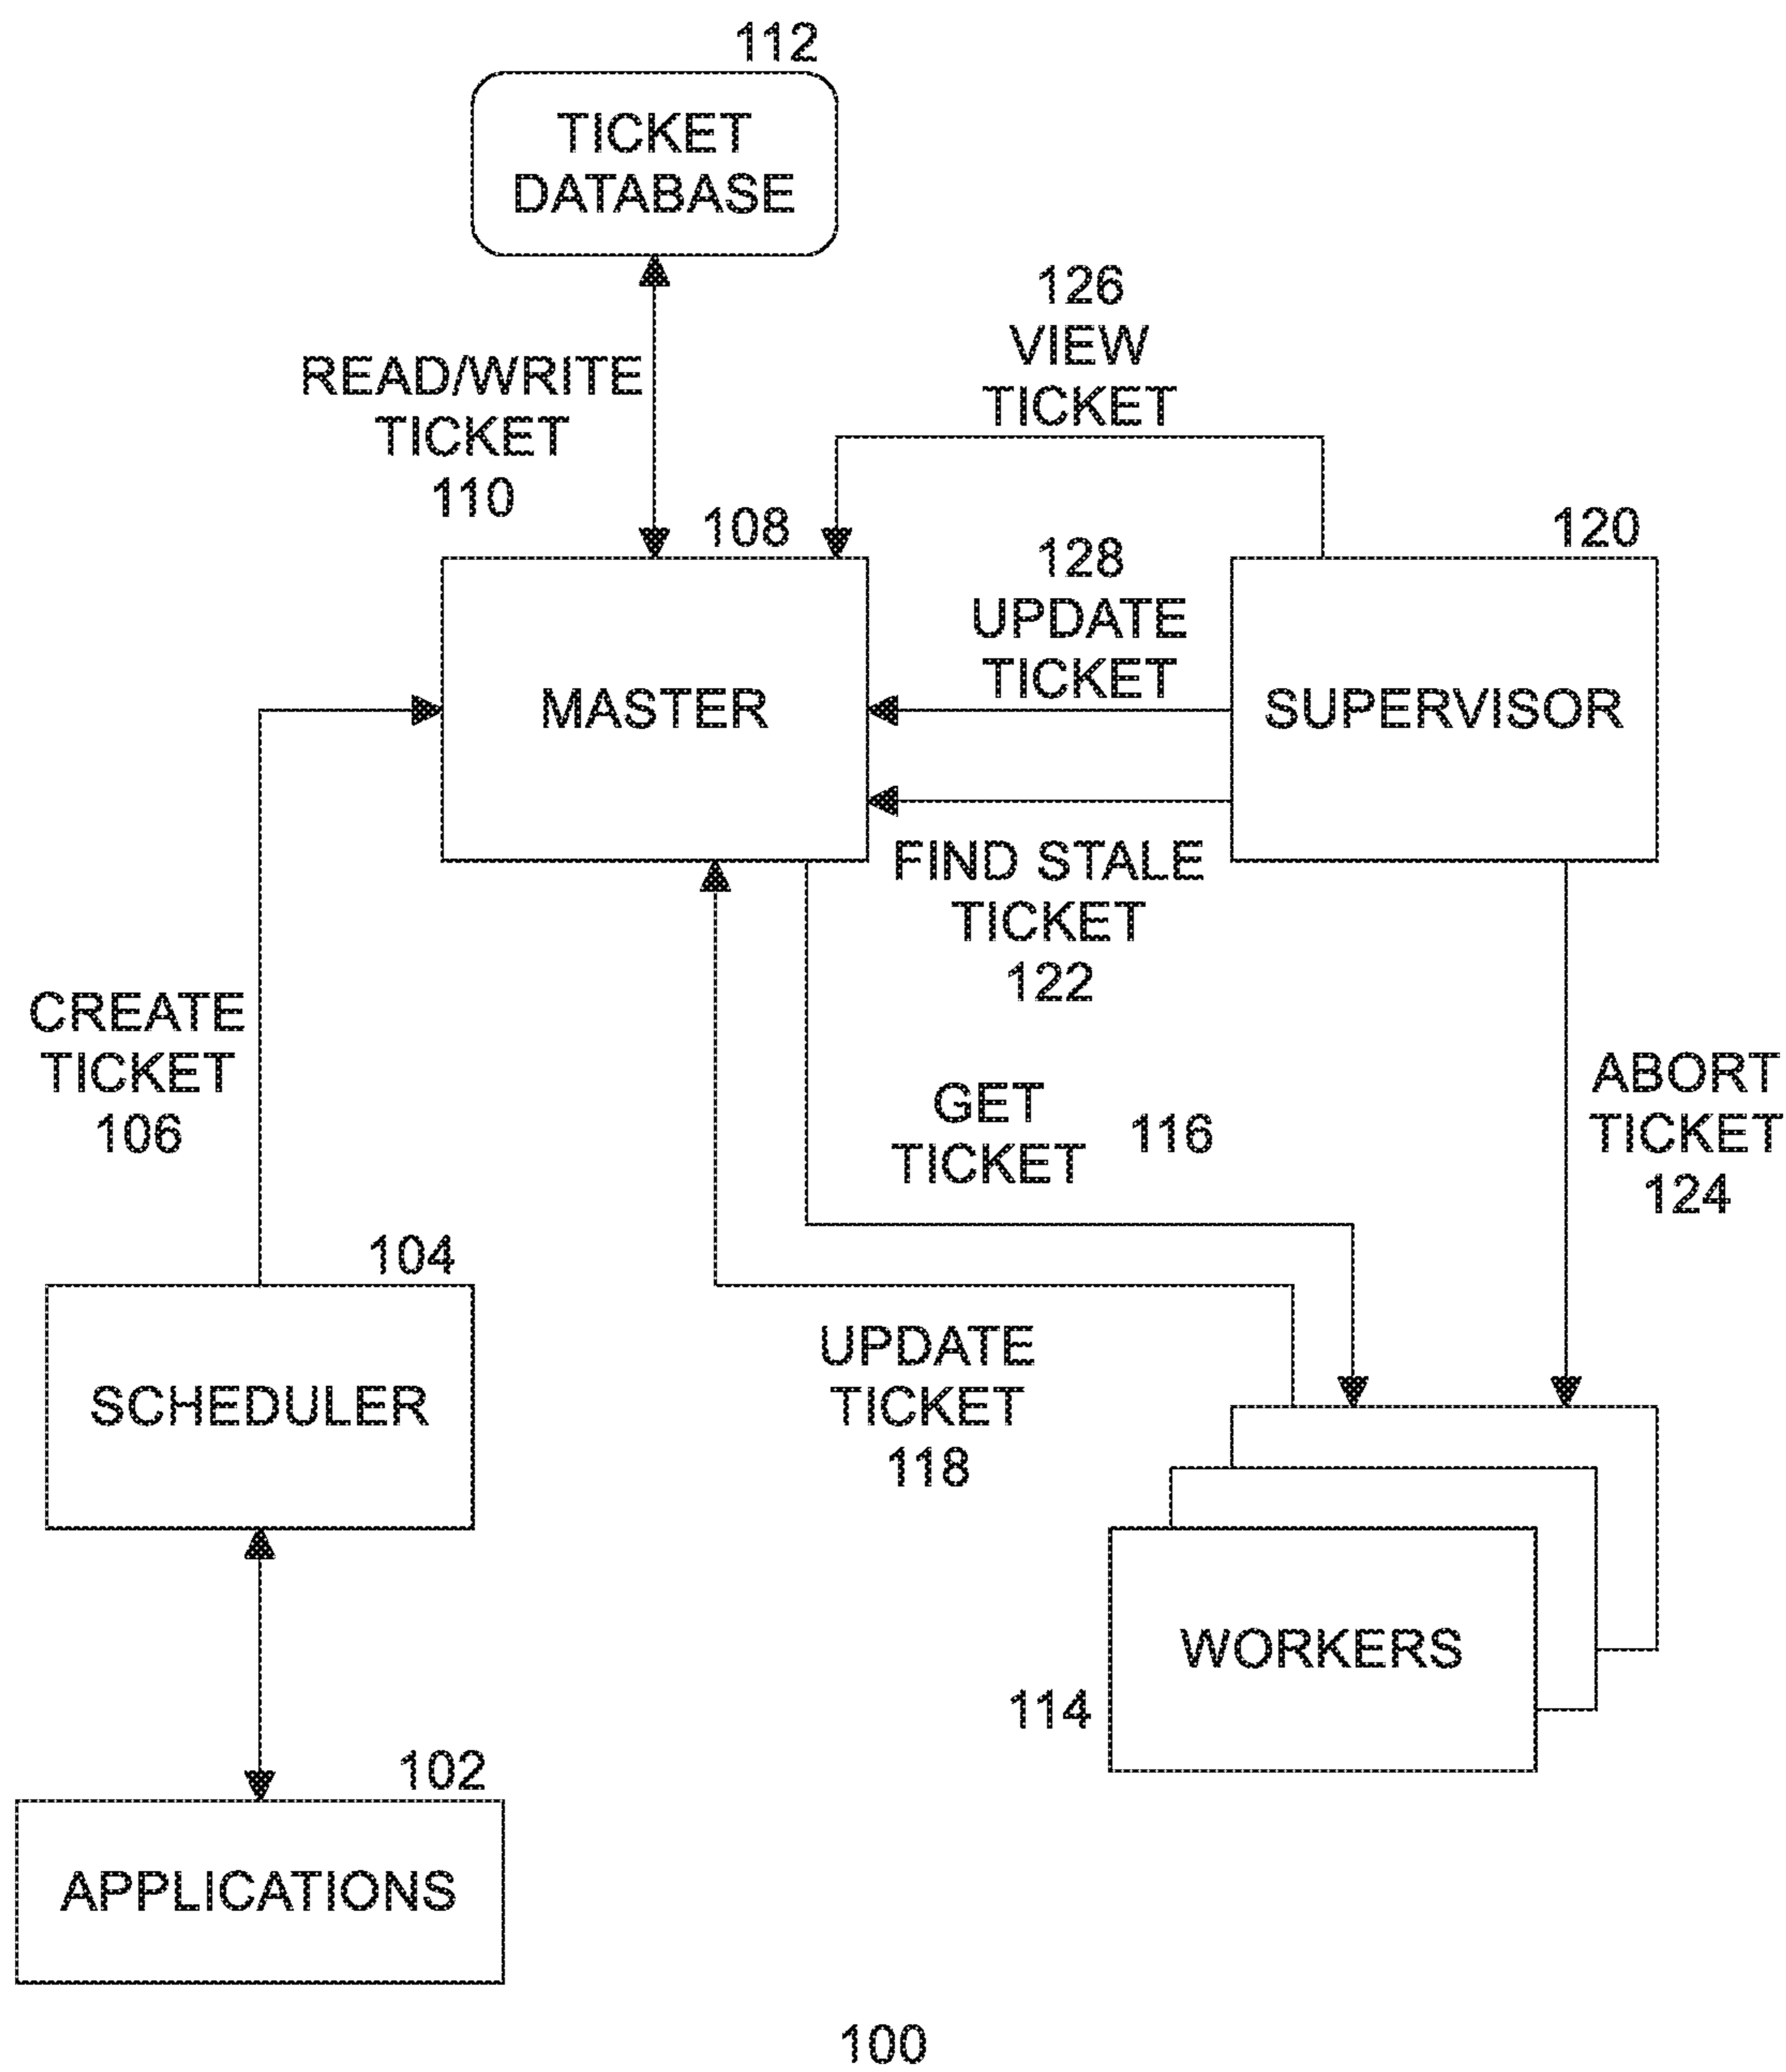 112
TICKET
DATABASE
READ/WRITE
TICKET
110
126
VIEW
TICKET
108
MASTER
128
UPDATE
TICKET
120
SUPERVISOR
FIND STALE
TICKET
122
CREATE
TICKET
106
GET
TICKET
116
ABORT
TICKET
124
104
SCHEDULER
UPDATE
TICKET
118
WORKERS
114
102
APPLICATIONS
100